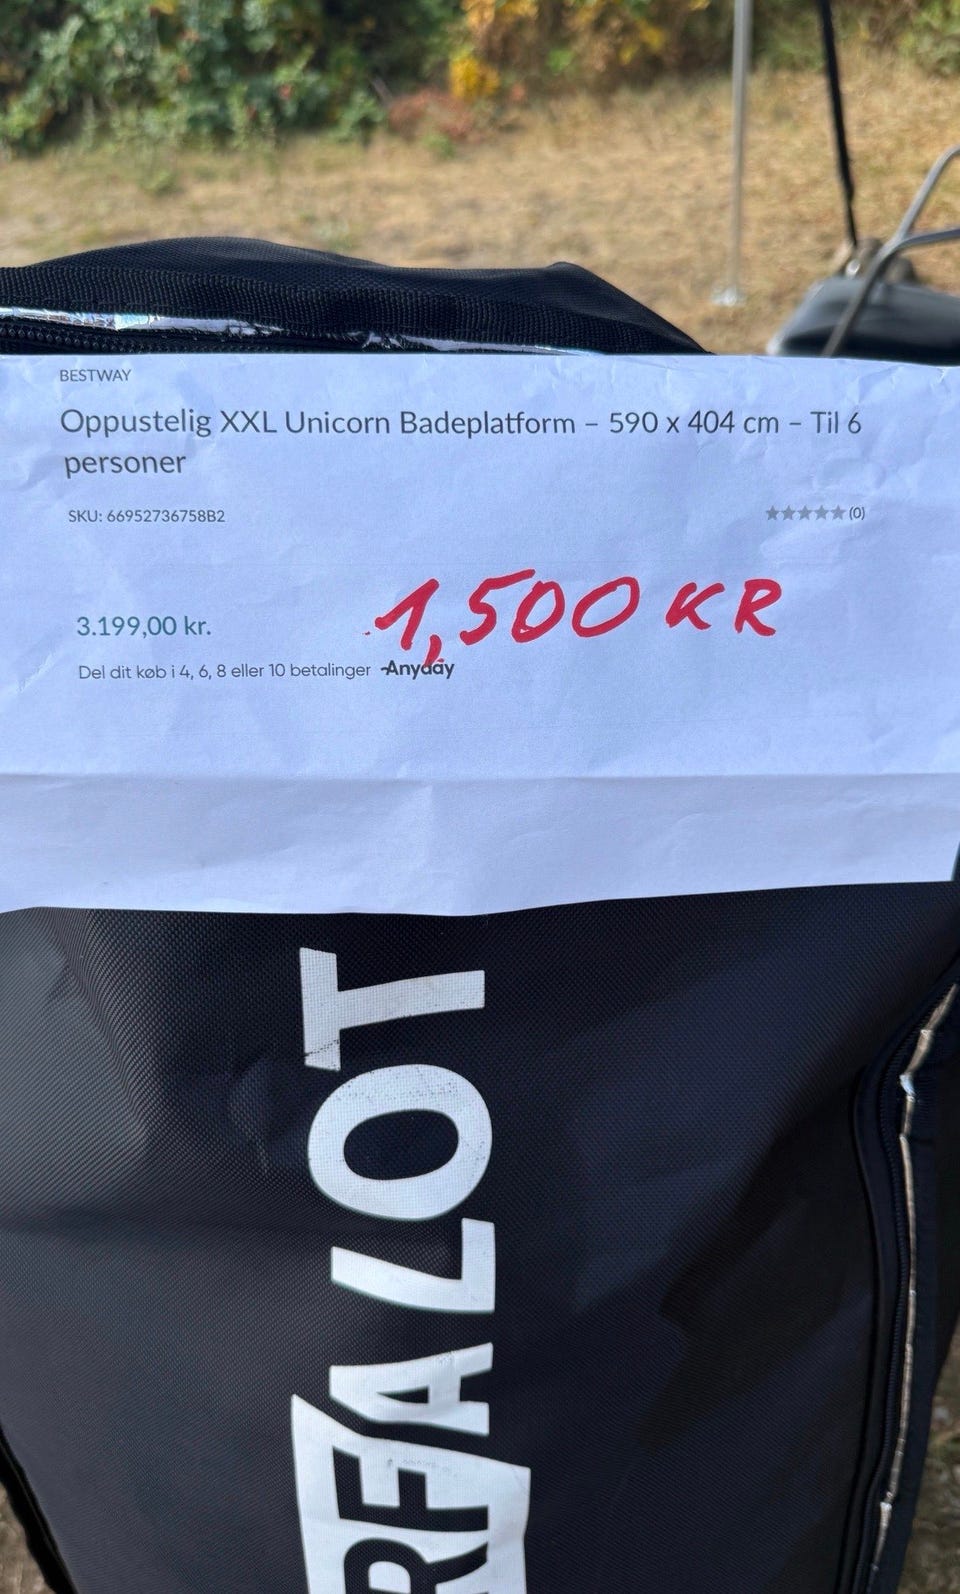 BESTWAY
Oppustelig XXL Unicorn Badeplatform – 590 x 404 cm – Til 6
personer
SKU: 66952736758B2
★★★★★(0)
3.199,00 kr.
1,500 KR
Del dit køb i 4, 6, 8 eller 10 betalinger Anyday
A LOT